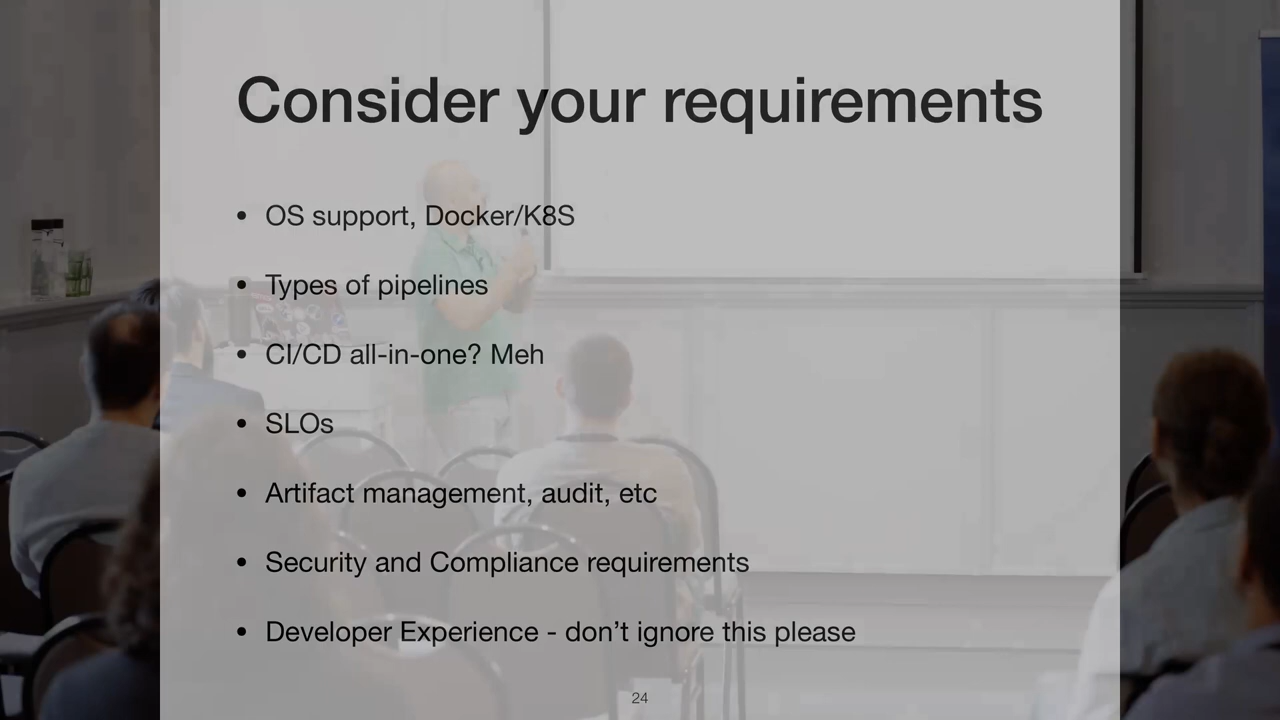 Consider your requirements
• OS support, Docker/K8S
• Types of pipelines
• CI/CD all-in-one? Meh
• SLOs
• Artifact management, audit, etc
• Security and Compliance requirements
• Developer Experience - don’t ignore this please
24